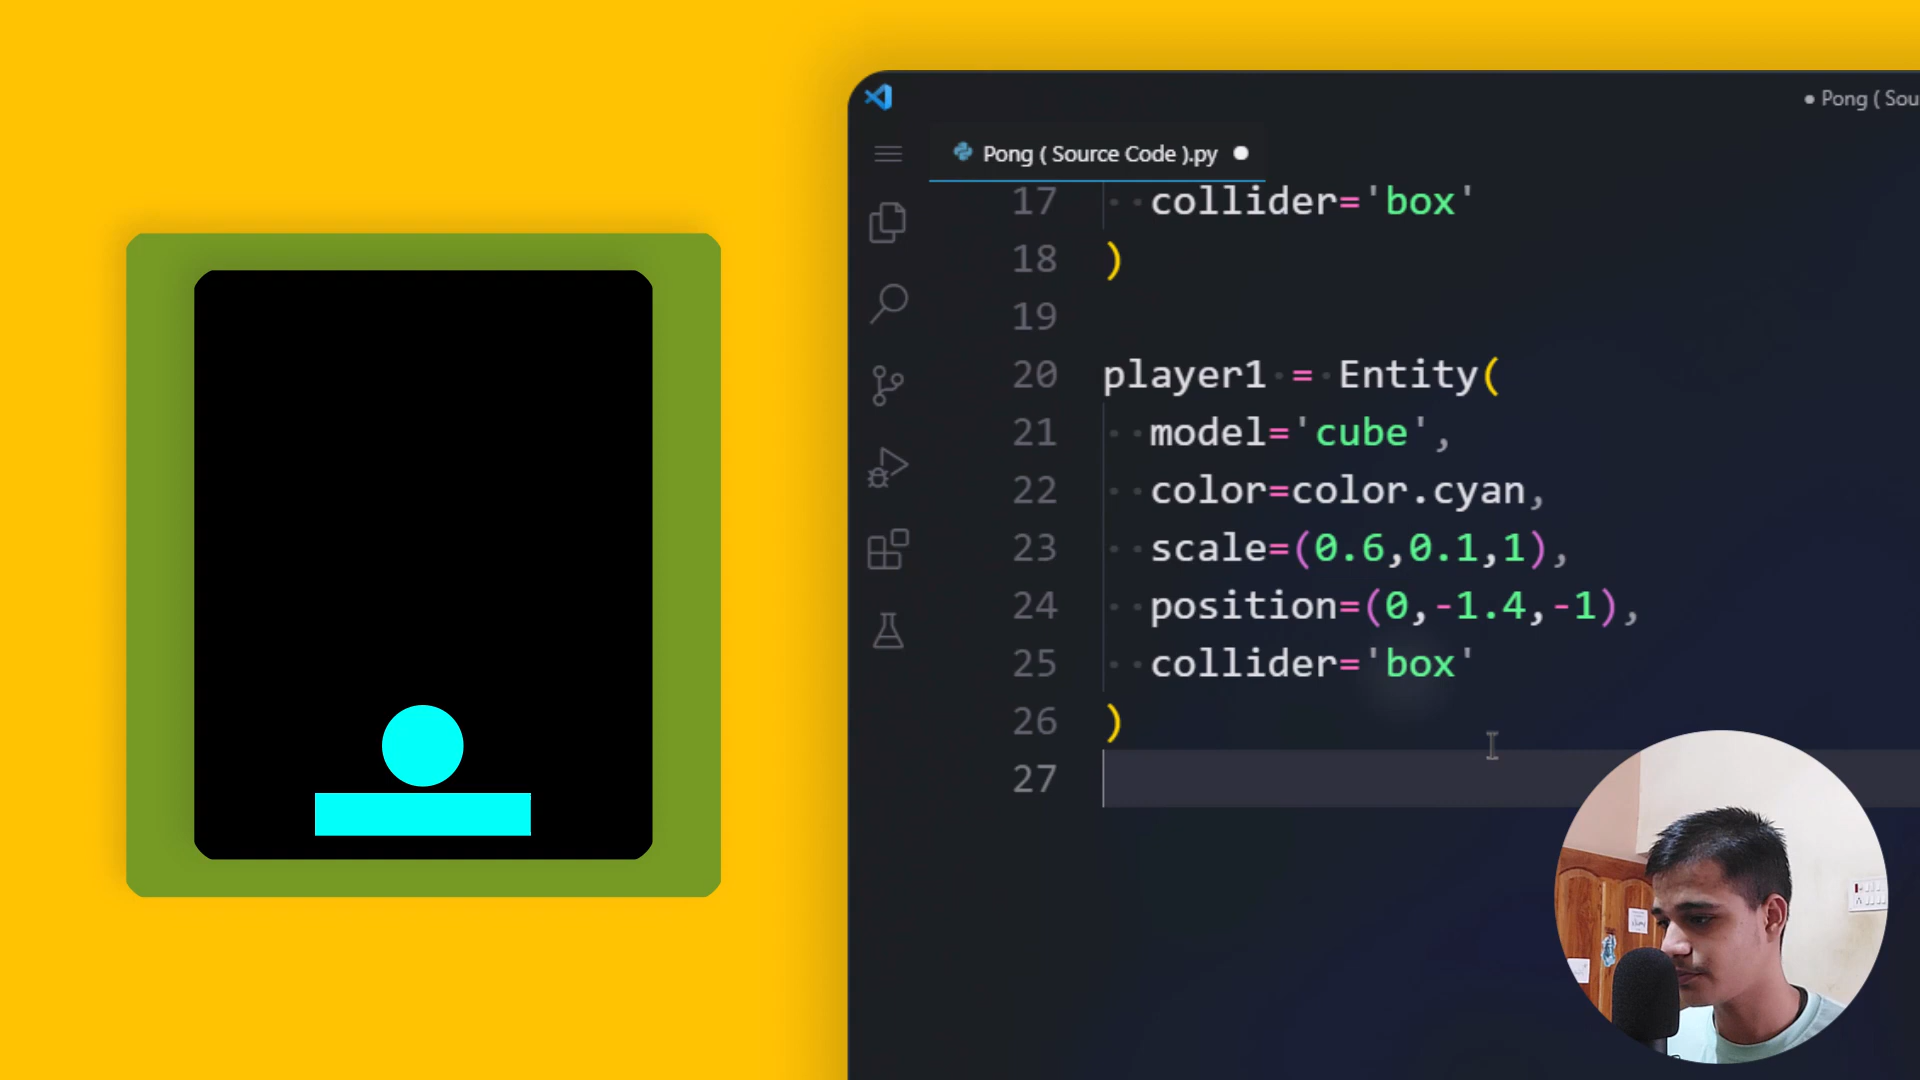 ● Pong ( Sou
Pong ( Source Code ).py ●
17 collider='box'
18 )
19
20 player1 = Entity(
21 model='cube',
22 color=color.cyan,
23 scale=(0.6,0.1,1),
24 position=(0,-1.4,-1),
25 collider='box'
26 )
27